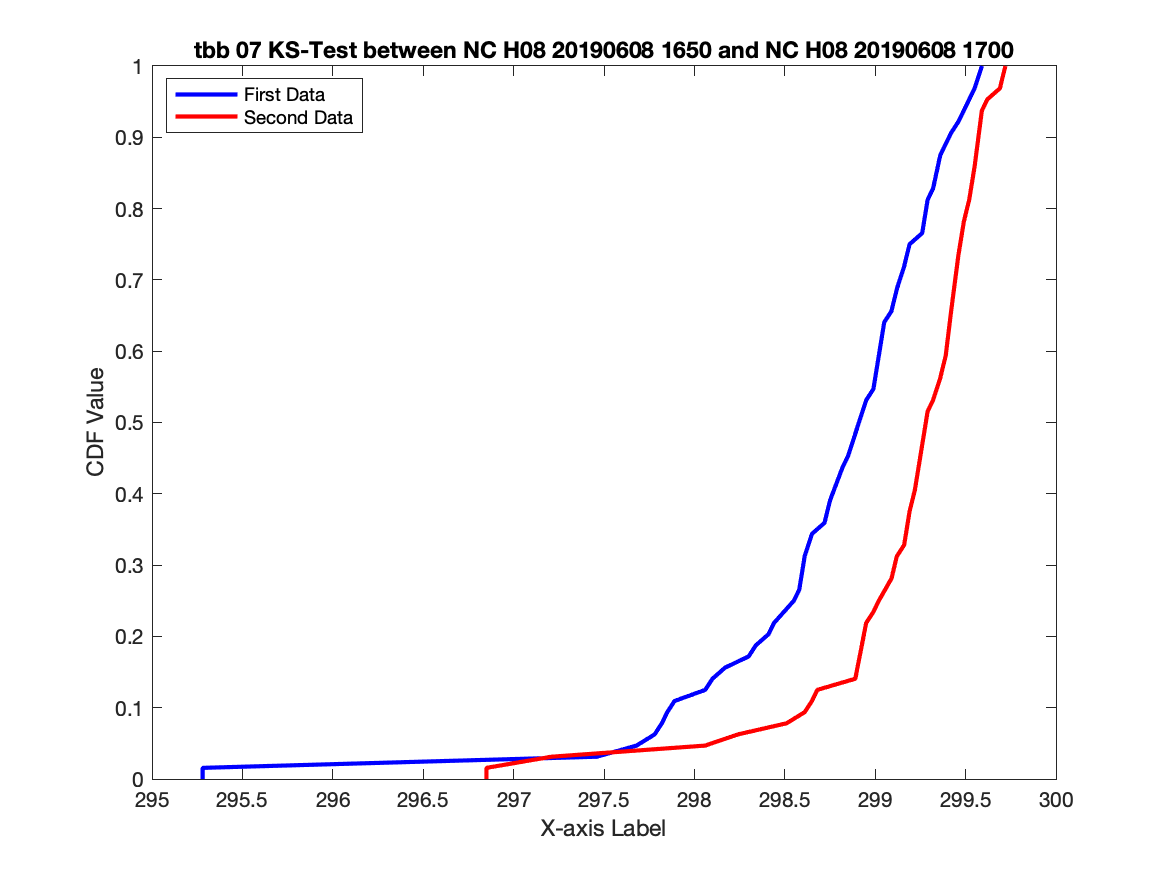 tbb 07 KS-Test between NC H08 20190608 1650 and NC H08 20190608 1700
First Data
Second Data
1
0.9
0.8
0.7
0.6
0.5
0.4
0.3
0.2
0.1
0
CDF Value
295 295.5 296 296.5 297 297.5 298 298.5 299 299.5 300
X-axis Label